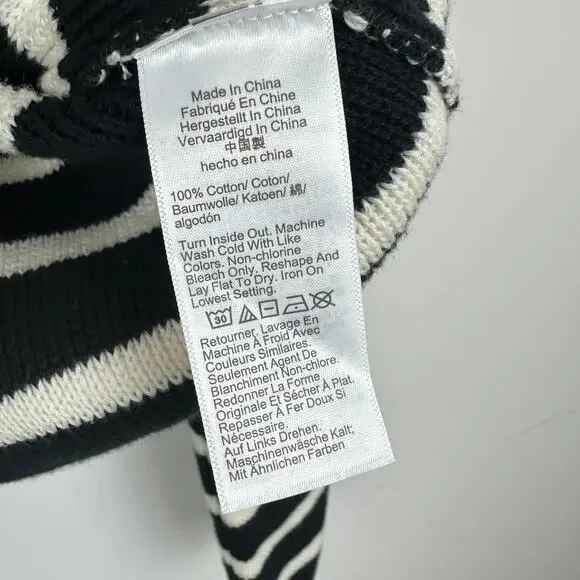 Made In China
Fabriqué En Chine
Hergestellt In China
Vervaardigd In China
中国製
hecho en china
100% Cotton/ Coton/
Baumwolle/ Katoen/ 綿/
algodón
Turn Inside Out. Machine
Wash Cold With Like
Colors. Non-chlorine
Bleach Only. Reshape And
Lay Flat To Dry. Iron On
Lowest Setting.
30
Retourner. Lavage En
Machine À Froid Avec
Couleurs Similaires.
Seulement Agent De
Blanchiment Non-chlore.
Redonner La Forme
Originale Et Sécher À Plat.
Repasser À Fer Doux Si
Nécessaire.
Auf Links Drehen.
Maschinenwäsche Kalt;
Mit Ähnlichen Farben